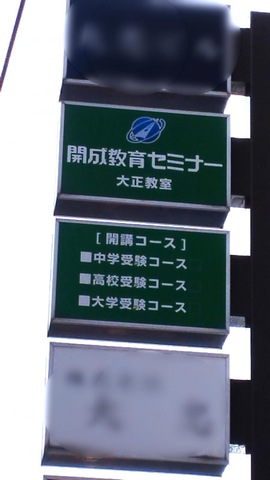 開成教育セミナー
大正教室
［開講コース］
■中学受験コース
■高校受験コース
■大学受験コース